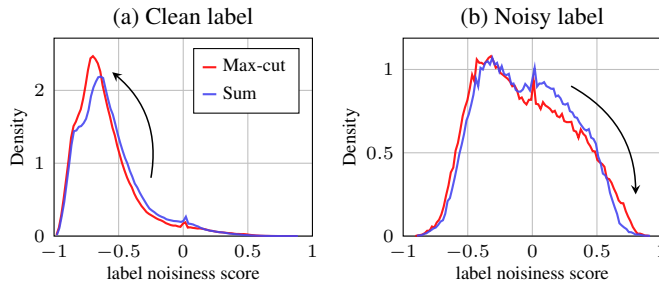 (a) Clean label
Density
2
1
0
Max-cut
Sum
−1
−0.5
0
0.5
1
label noisiness score
(b) Noisy label
Density
1
0.5
0
−1
−0.5
0
0.5
1
label noisiness score